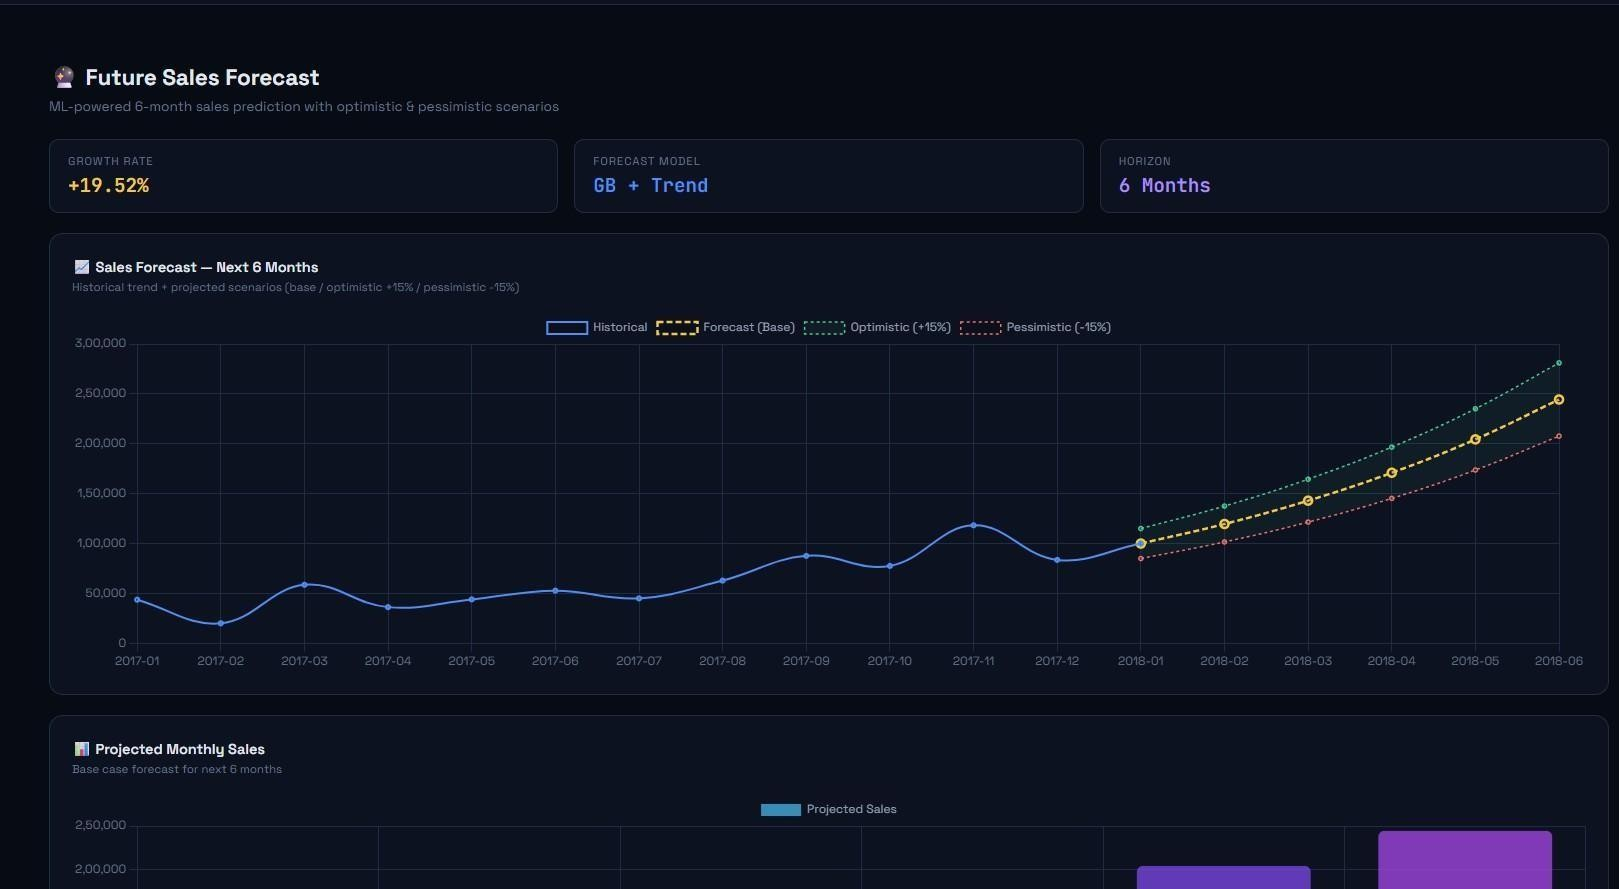 🔮 Future Sales Forecast
ML-powered 6-month sales prediction with optimistic & pessimistic scenarios
GROWTH RATE
+19.52%
FORECAST MODEL
GB + Trend
HORIZON
6 Months
📈 Sales Forecast — Next 6 Months
Historical trend + projected scenarios (base / optimistic +15% / pessimistic -15%)
Historical Forecast (Base) Optimistic (+15%) Pessimistic (-15%)
3,00,000
2,50,000
2,00,000
1,50,000
1,00,000
50,000
0
2017-01 2017-02 2017-03 2017-04 2017-05 2017-06 2017-07 2017-08 2017-09 2017-10 2017-11 2017-12 2018-01 2018-02 2018-03 2018-04 2018-05 2018-06
📊 Projected Monthly Sales
Base case forecast for next 6 months
Projected Sales
2,50,000
2,00,000